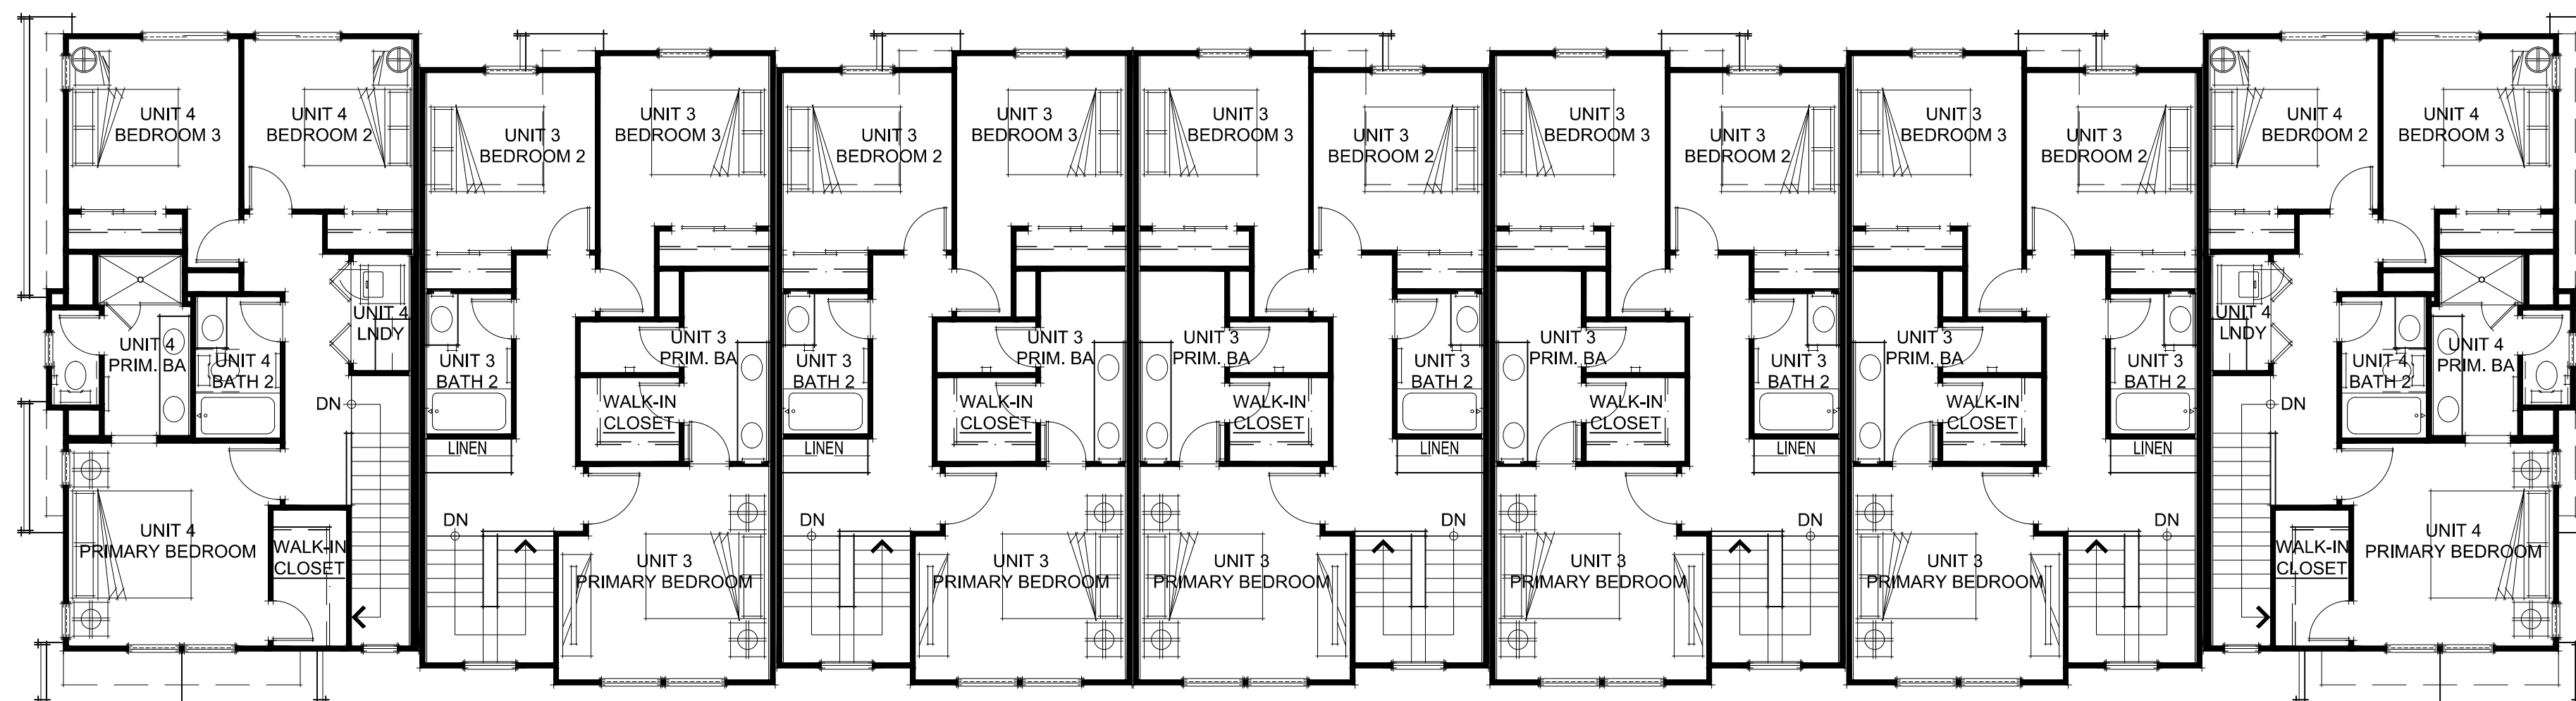 UNIT 4
BEDROOM 3
UNIT 4
BEDROOM 2
UNIT 4
PRIM. BA
UNIT 4
BATH 2
UNIT 4
LNDY
DN
UNIT 4
PRIMARY BEDROOM
WALK-IN
CLOSET
UNIT 3
BEDROOM 2
UNIT 3
BEDROOM 3
UNIT 3
BATH 2
UNIT 3
PRIM. BA
WALK-IN
CLOSET
LINEN
DN
UNIT 3
PRIMARY BEDROOM
UNIT 3
BEDROOM 2
UNIT 3
BEDROOM 3
UNIT 3
BATH 2
UNIT 3
PRIM. BA
WALK-IN
CLOSET
LINEN
DN
UNIT 3
PRIMARY BEDROOM
UNIT 3
BEDROOM 3
UNIT 3
BEDROOM 2
UNIT 3
PRIM. BA
UNIT 3
BATH 2
WALK-IN
CLOSET
LINEN
DN
UNIT 3
PRIMARY BEDROOM
UNIT 3
BEDROOM 3
UNIT 3
BEDROOM 2
UNIT 3
PRIM. BA
UNIT 3
BATH 2
WALK-IN
CLOSET
LINEN
DN
UNIT 3
PRIMARY BEDROOM
UNIT 3
BEDROOM 3
UNIT 3
BEDROOM 2
UNIT 3
PRIM. BA
UNIT 3
BATH 2
WALK-IN
CLOSET
LINEN
DN
UNIT 3
PRIMARY BEDROOM
UNIT 4
BEDROOM 2
UNIT 4
BEDROOM 3
UNIT 4
LNDY
UNIT 4
BATH 2
UNIT 4
PRIM. BA
DN
WALK-IN
CLOSET
UNIT 4
PRIMARY BEDROOM